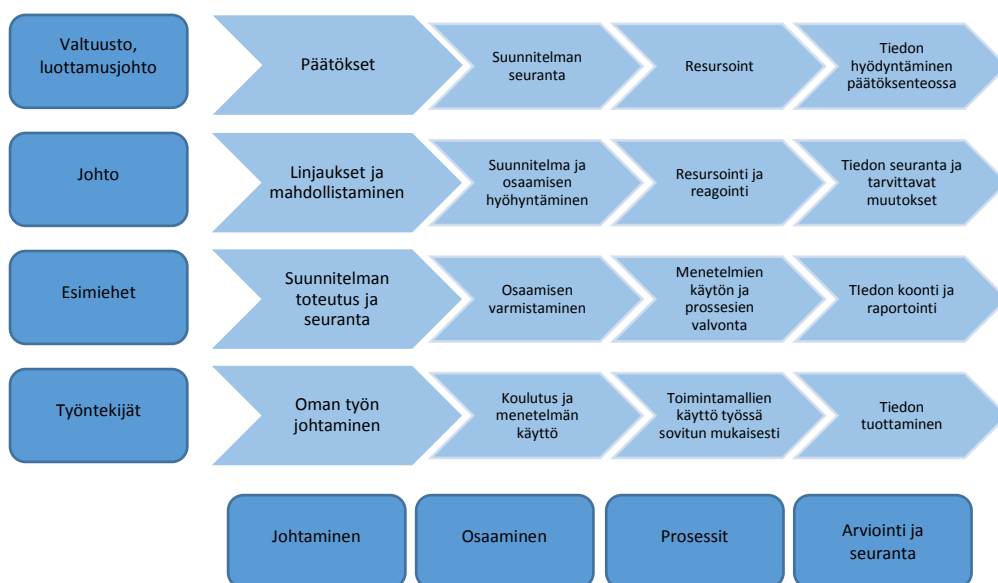 Valtuusto,
luottamusjohto
Päätökset
Suunnitelman
seuranta
Resursoint
Tiedon
hyödyntäminen
päätöksenteossa
Johto
Linjaukset ja
mahdollistaminen
Suunnitelma ja
osaamisen
hyöhyntäminen
Resursointi ja
reagointi
Tiedon seuranta ja
tarvittavat
muutokset
Esimiehet
Suunnitelman
toteutus ja
seuranta
Osaamisen
varmistaminen
Menetelmien
käytön ja
prossesien
valvonta
TIedon koonti ja
raportointi
Työntekijät
Oman työn
johtaminen
Koulutus ja
menetelmän
käyttö
Toimintamallien
käyttö työssä
sovitun mukaisesti
Tiedon
tuottaminen
Johtaminen
Osaaminen
Prosessit
Arviointi ja
seuranta